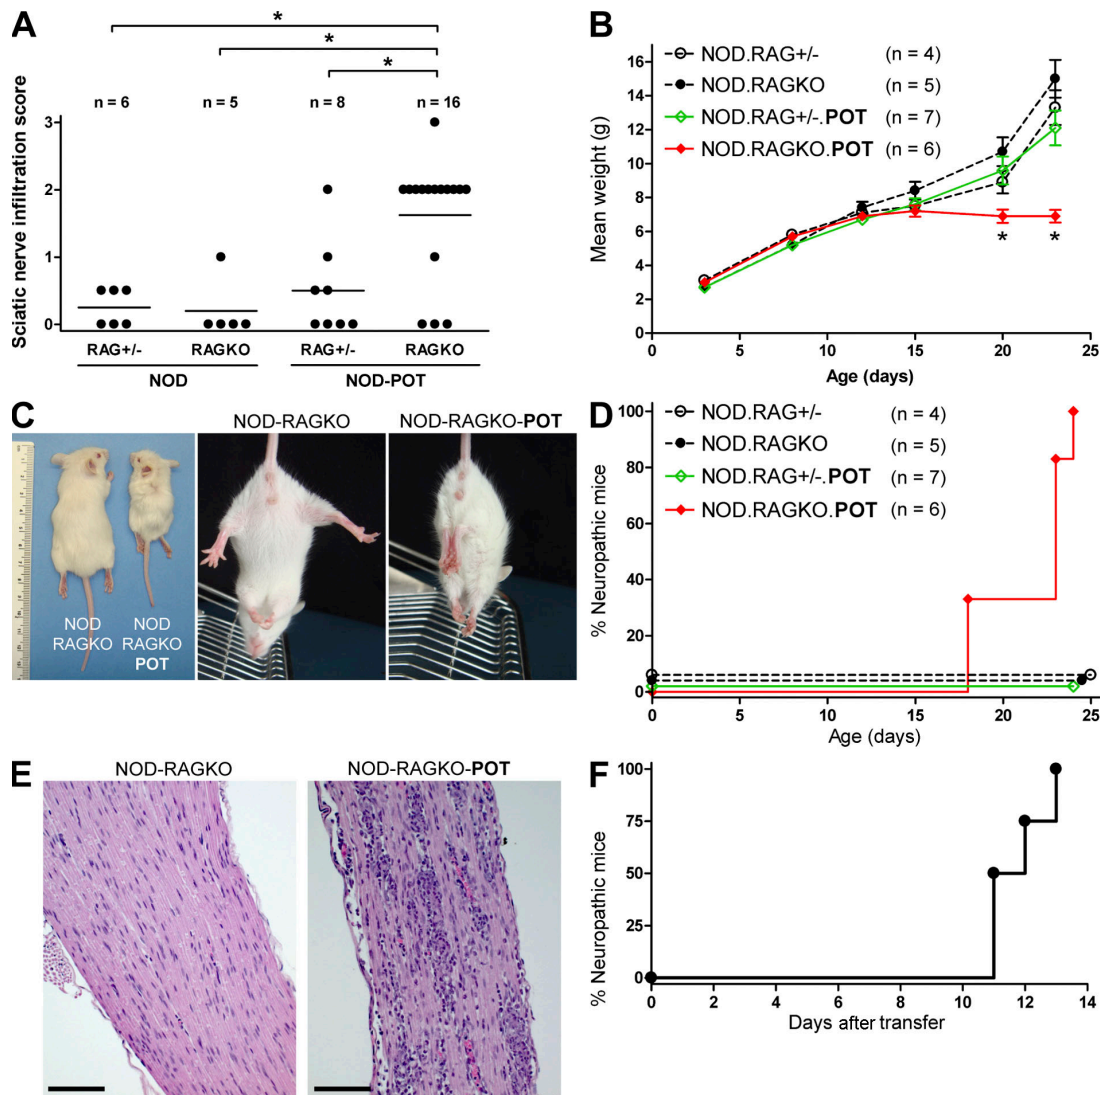 A
* 
*
*
n = 6 n = 5 n = 8 n = 16
Sciatic nerve infiltration score
3
2
1
0
RAG+/- RAGKO RAG+/- RAGKO
NOD NOD-POT
B
NOD.RAG+/- (n = 4)
NOD.RAGKO (n = 5)
NOD.RAG+/-.POT (n = 7)
NOD.RAGKO.POT (n = 6)
Mean weight (g)
16
14
12
10
8
6
4
2
0
* *
0 5 10 15 20 25
Age (days)
C
NOD-RAGKO NOD-RAGKO-POT
NOD
RAGKO
NOD
RAGKO
POT
D
NOD.RAG+/- (n = 4)
NOD.RAGKO (n = 5)
NOD.RAG+/-.POT (n = 7)
NOD.RAGKO.POT (n = 6)
% Neuropathic mice
100
80
60
40
20
0
0 5 10 15 20 25
Age (days)
E
NOD-RAGKO NOD-RAGKO-POT
F
% Neuropathic mice
100
75
50
25
0
0 2 4 6 8 10 12 14
Days after transfer